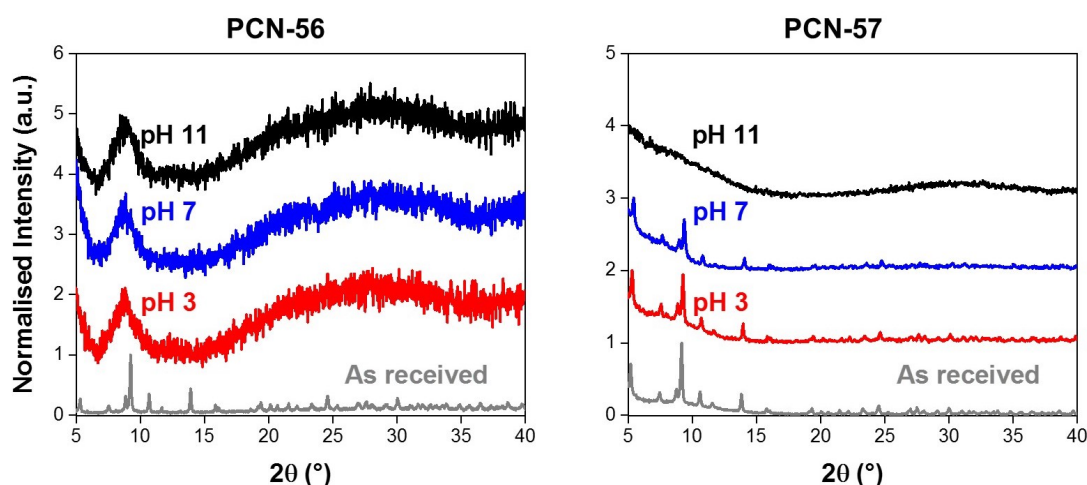 PCN-56
Normalised Intensity (a.u.)
6
5
4
3
2
1
0
pH 11
pH 7
pH 3
As received
5 10 15 20 25 30 35 40
2θ (°)
PCN-57
5
4
3
2
1
0
pH 11
pH 7
pH 3
As received
5 10 15 20 25 30 35 40
2θ (°)